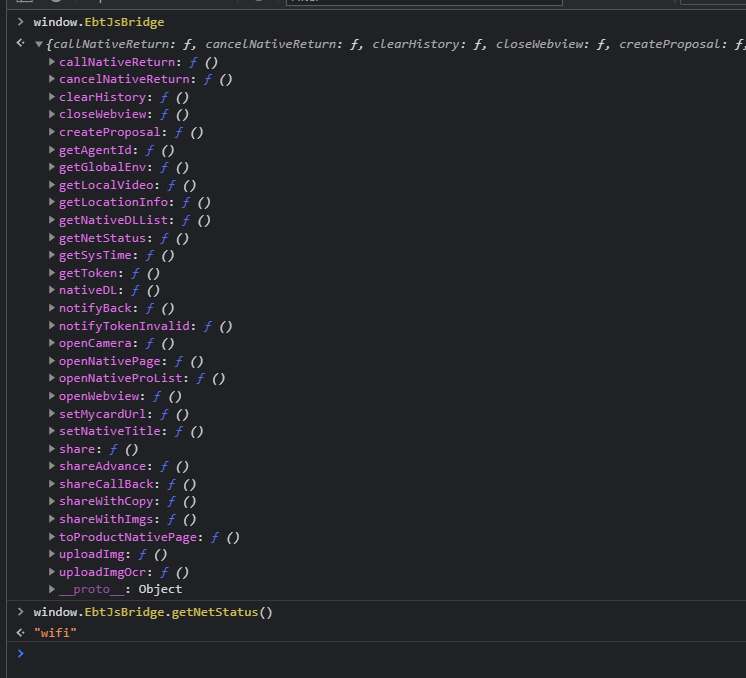 > window.EbtJsBridge
{callNativeReturn: ƒ, cancelNativeReturn: ƒ, clearHistory: ƒ, closeWebview: ƒ, createProposal: ƒ,
callNativeReturn: ƒ ()
cancelNativeReturn: ƒ ()
clearHistory: ƒ ()
closeWebview: ƒ ()
createProposal: ƒ ()
getAgentId: ƒ ()
getGlobalEnv: ƒ ()
getLocalVideo: ƒ ()
getLocationInfo: ƒ ()
getNativeDLList: ƒ ()
getNetStatus: ƒ ()
getSysTime: ƒ ()
getToken: ƒ ()
nativeDL: ƒ ()
notifyBack: ƒ ()
notifyTokenInvalid: ƒ ()
openCamera: ƒ ()
openNativePage: ƒ ()
openNativeProList: ƒ ()
openWebview: ƒ ()
setMycardUrl: ƒ ()
setNativeTitle: ƒ ()
share: ƒ ()
shareAdvance: ƒ ()
shareCallBack: ƒ ()
shareWithCopy: ƒ ()
shareWithImgs: ƒ ()
toProductNativePage: ƒ ()
uploadImg: ƒ ()
uploadImgOcr: ƒ ()
__proto__: Object
> window.EbtJsBridge.getNetStatus()
"wifi"
>